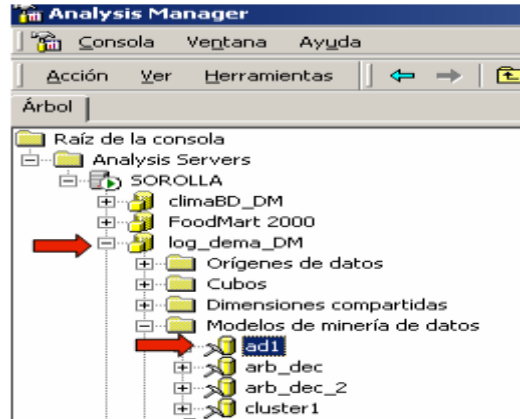 Analysis Manager
Consola Ventana Ayuda
Acción Ver Herramientas
Árbol
Raíz de la consola
Analysis Servers
SOROLLA
climaBD_DM
FoodMart 2000
log_dema_DM
Orígenes de datos
Cubos
Dimensiones compartidas
Modelos de minería de datos
ad1
arb_dec
arb_dec_2
cluster1